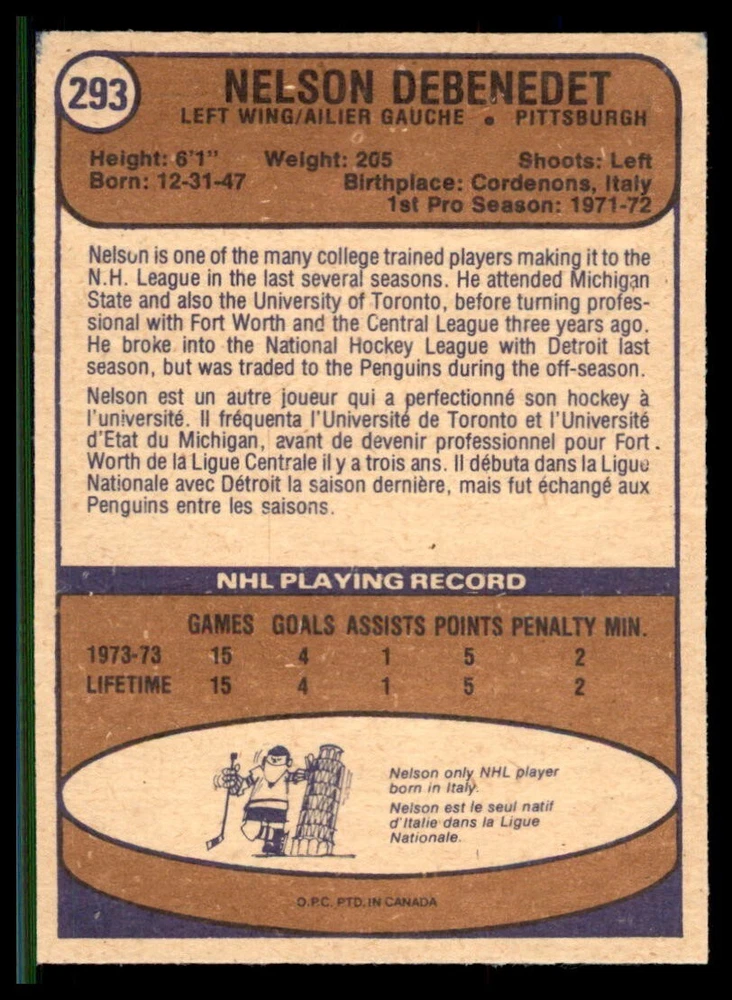 293
NELSON DEBENEDET
LEFT WING/AILIER GAUCHE • PITTSBURGH
Height: 6'1" Weight: 205 Shoots: Left
Born: 12-31-47 Birthplace: Cordenons, Italy
1st Pro Season: 1971-72
Nelson is one of the many college trained players making it to the
N.H. League in the last several seasons. He attended Michigan
State and also the University of Toronto, before turning profes-
sional with Fort Worth and the Central League three years ago.
He broke into the National Hockey League with Detroit last
season, but was traded to the Penguins during the off-season.
Nelson est un autre joueur qui a perfectionné son hockey à
l'université. Il fréquenta l'Université de Toronto et l'Université
d'Etat du Michigan, avant de devenir professionnel pour Fort
Worth de la Ligue Centrale il y a trois ans. Il débuta dans la Ligue
Nationale avec Détroit la saison dernière, mais fut échangé aux
Penguins entre les saisons.
NHL PLAYING RECORD
GAMES GOALS ASSISTS POINTS PENALTY MIN.
1973-73 15 4 1 5 2
LIFETIME 15 4 1 5 2
Nelson only NHL player
born in Italy.
Nelson est le seul natif
d'Italie dans la Ligue
Nationale.
O.P.C. PTD. IN CANADA